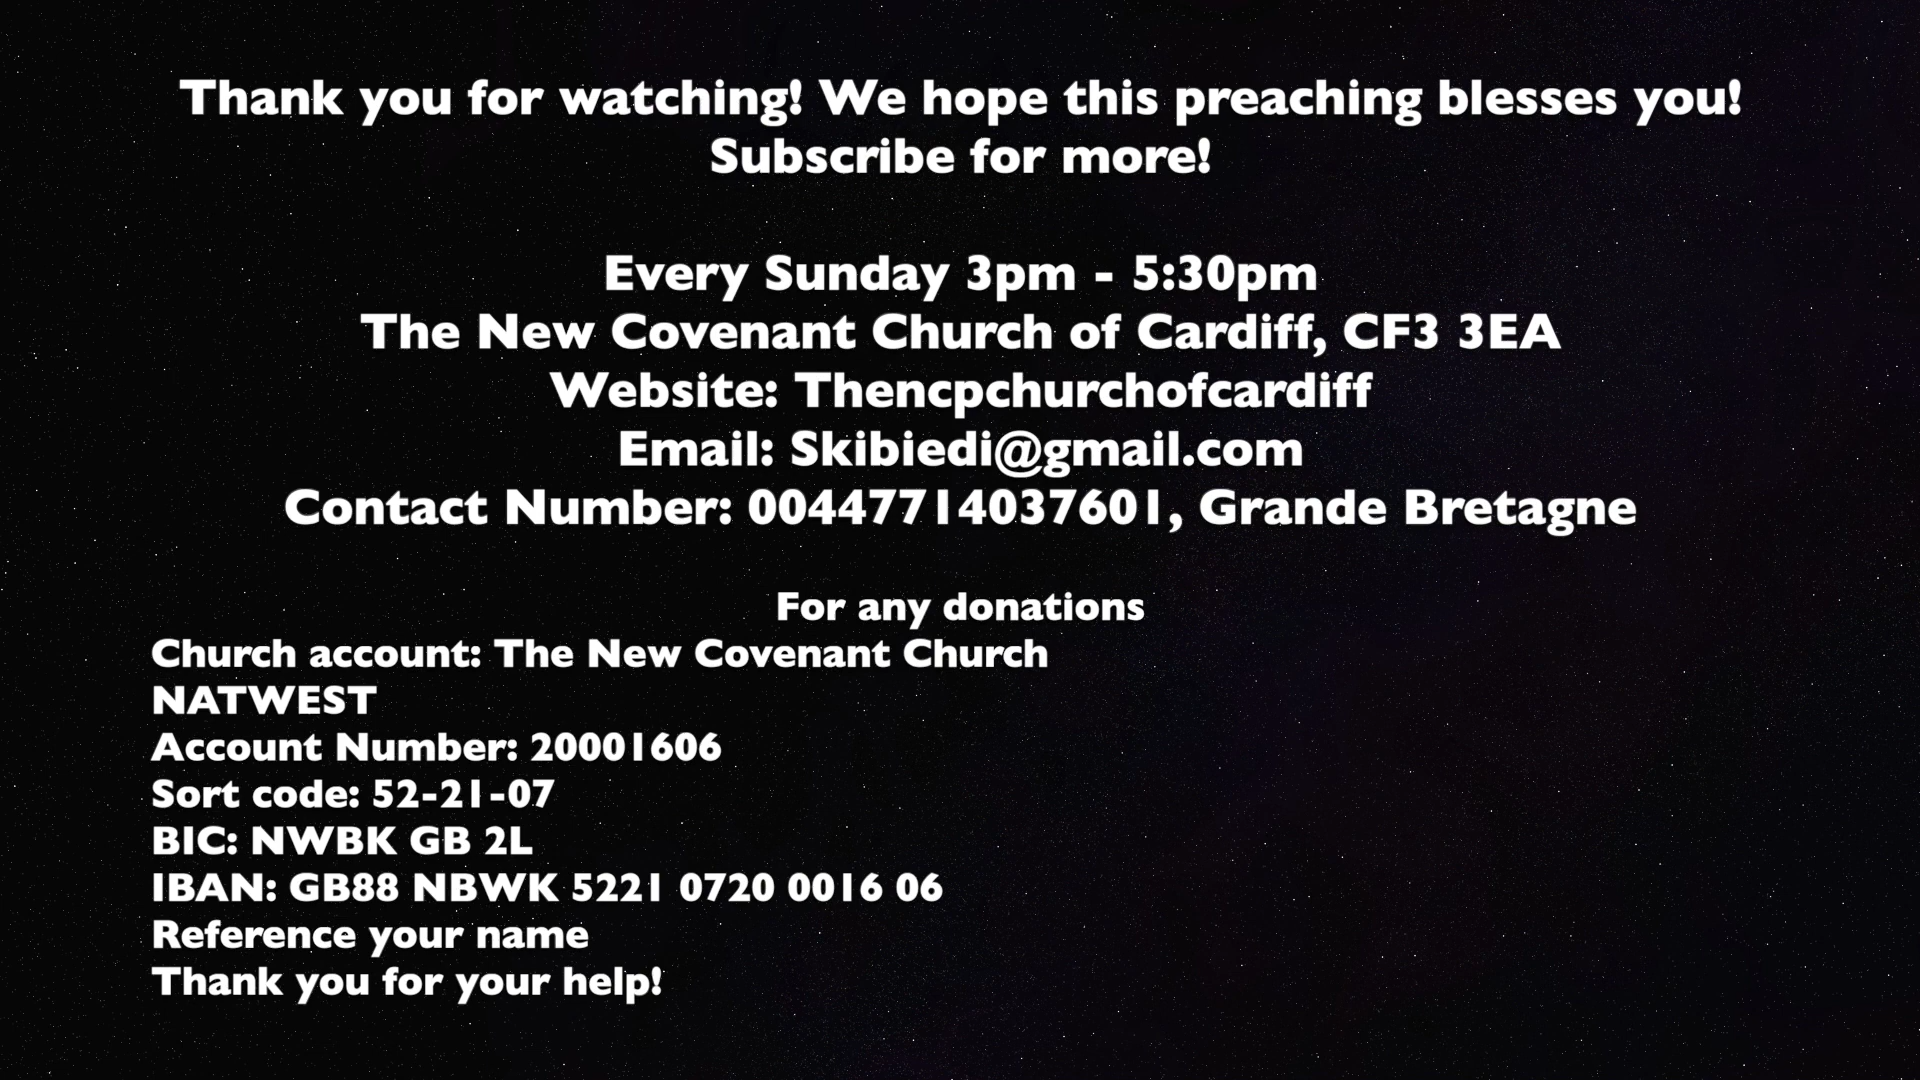 Thank you for watching! We hope this preaching blesses you!
Subscribe for more!
Every Sunday 3pm - 5:30pm
The New Covenant Church of Cardiff, CF3 3EA
Website: Thencpchurchofcardiff
Email: Skibiedi@gmail.com
Contact Number: 00447714037601, Grande Bretagne
For any donations
Church account: The New Covenant Church
NATWEST
Account Number: 20001606
Sort code: 52-21-07
BIC: NWBK GB 2L
IBAN: GB88 NBWK 5221 0720 0016 06
Reference your name
Thank you for your help!